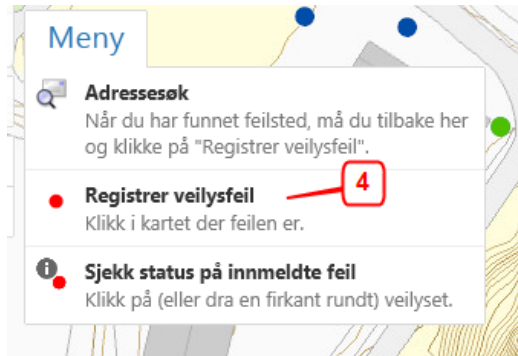 Meny
Adressesøk
Når du har funnet feilsted, må du tilbake her
og klikke på "Registrer veilysfeil".
Registrer veilysfeil
4
Klikk i kartet der feilen er.
Sjekk status på innmeldte feil
Klikk på (eller dra en firkant rundt) veilyset.